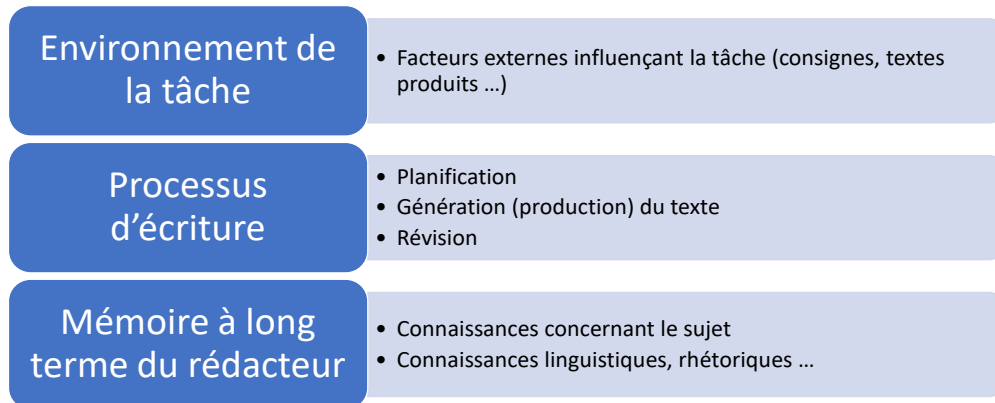 Environnement de
la tâche
• Facteurs externes influençant la tâche (consignes, textes
produits …)
Processus
d’écriture
• Planification
• Génération (production) du texte
• Révision
Mémoire à long
terme du rédacteur
• Connaissances concernant le sujet
• Connaissances linguistiques, rhétoriques …